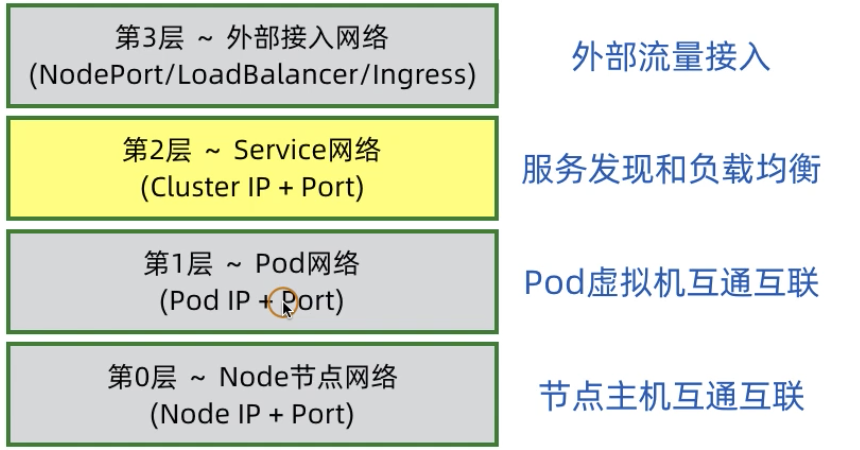 第3层 ~ 外部接入网络
(NodePort/LoadBalancer/Ingress)
外部流量接入
第2层 ~ Service网络
(Cluster IP + Port)
服务发现和负载均衡
第1层 ~ Pod网络
(Pod IP + Port)
Pod虚拟机互通互联
第0层 ~ Node节点网络
(Node IP + Port)
节点主机互通互联